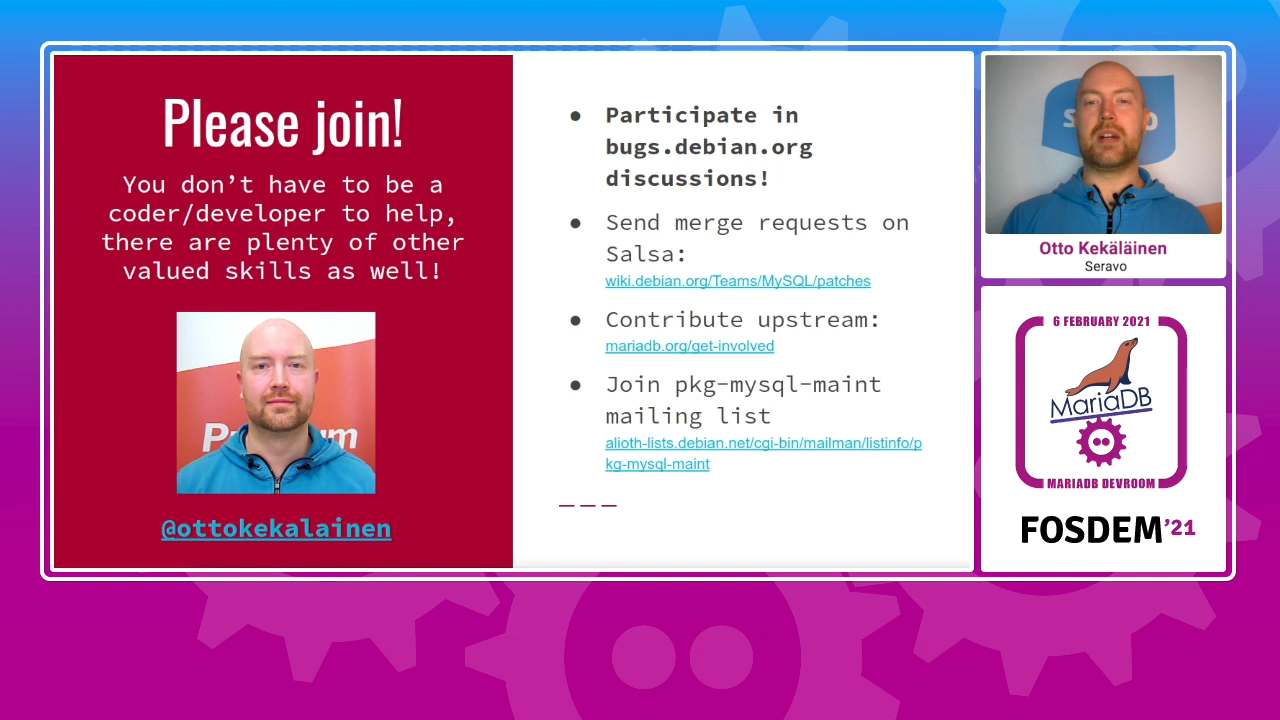 Please join!
You don’t have to be a
coder/developer to help,
there are plenty of other
valued skills as well!
@ottokekalainen
● Participate in
bugs.debian.org
discussions!
● Send merge requests on
Salsa:
wiki.debian.org/Teams/MySQL/patches
● Contribute upstream:
mariadb.org/get-involved
● Join pkg-mysql-maint
mailing list
alioth-lists.debian.net/cgi-bin/mailman/listinfo/p
kg-mysql-maint
Otto Kekäläinen
Seravo
6 FEBRUARY 2021
MariaDB
MARIADB DEVROOM
FOSDEM’21